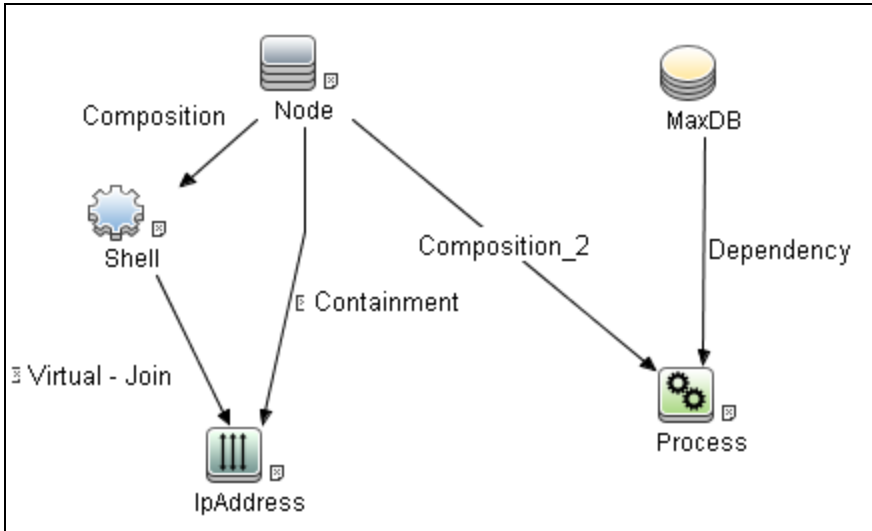 Composition
Node
MaxDB
Shell
Composition_2
Dependency
Containment
Virtual - Join
Process
IpAddress